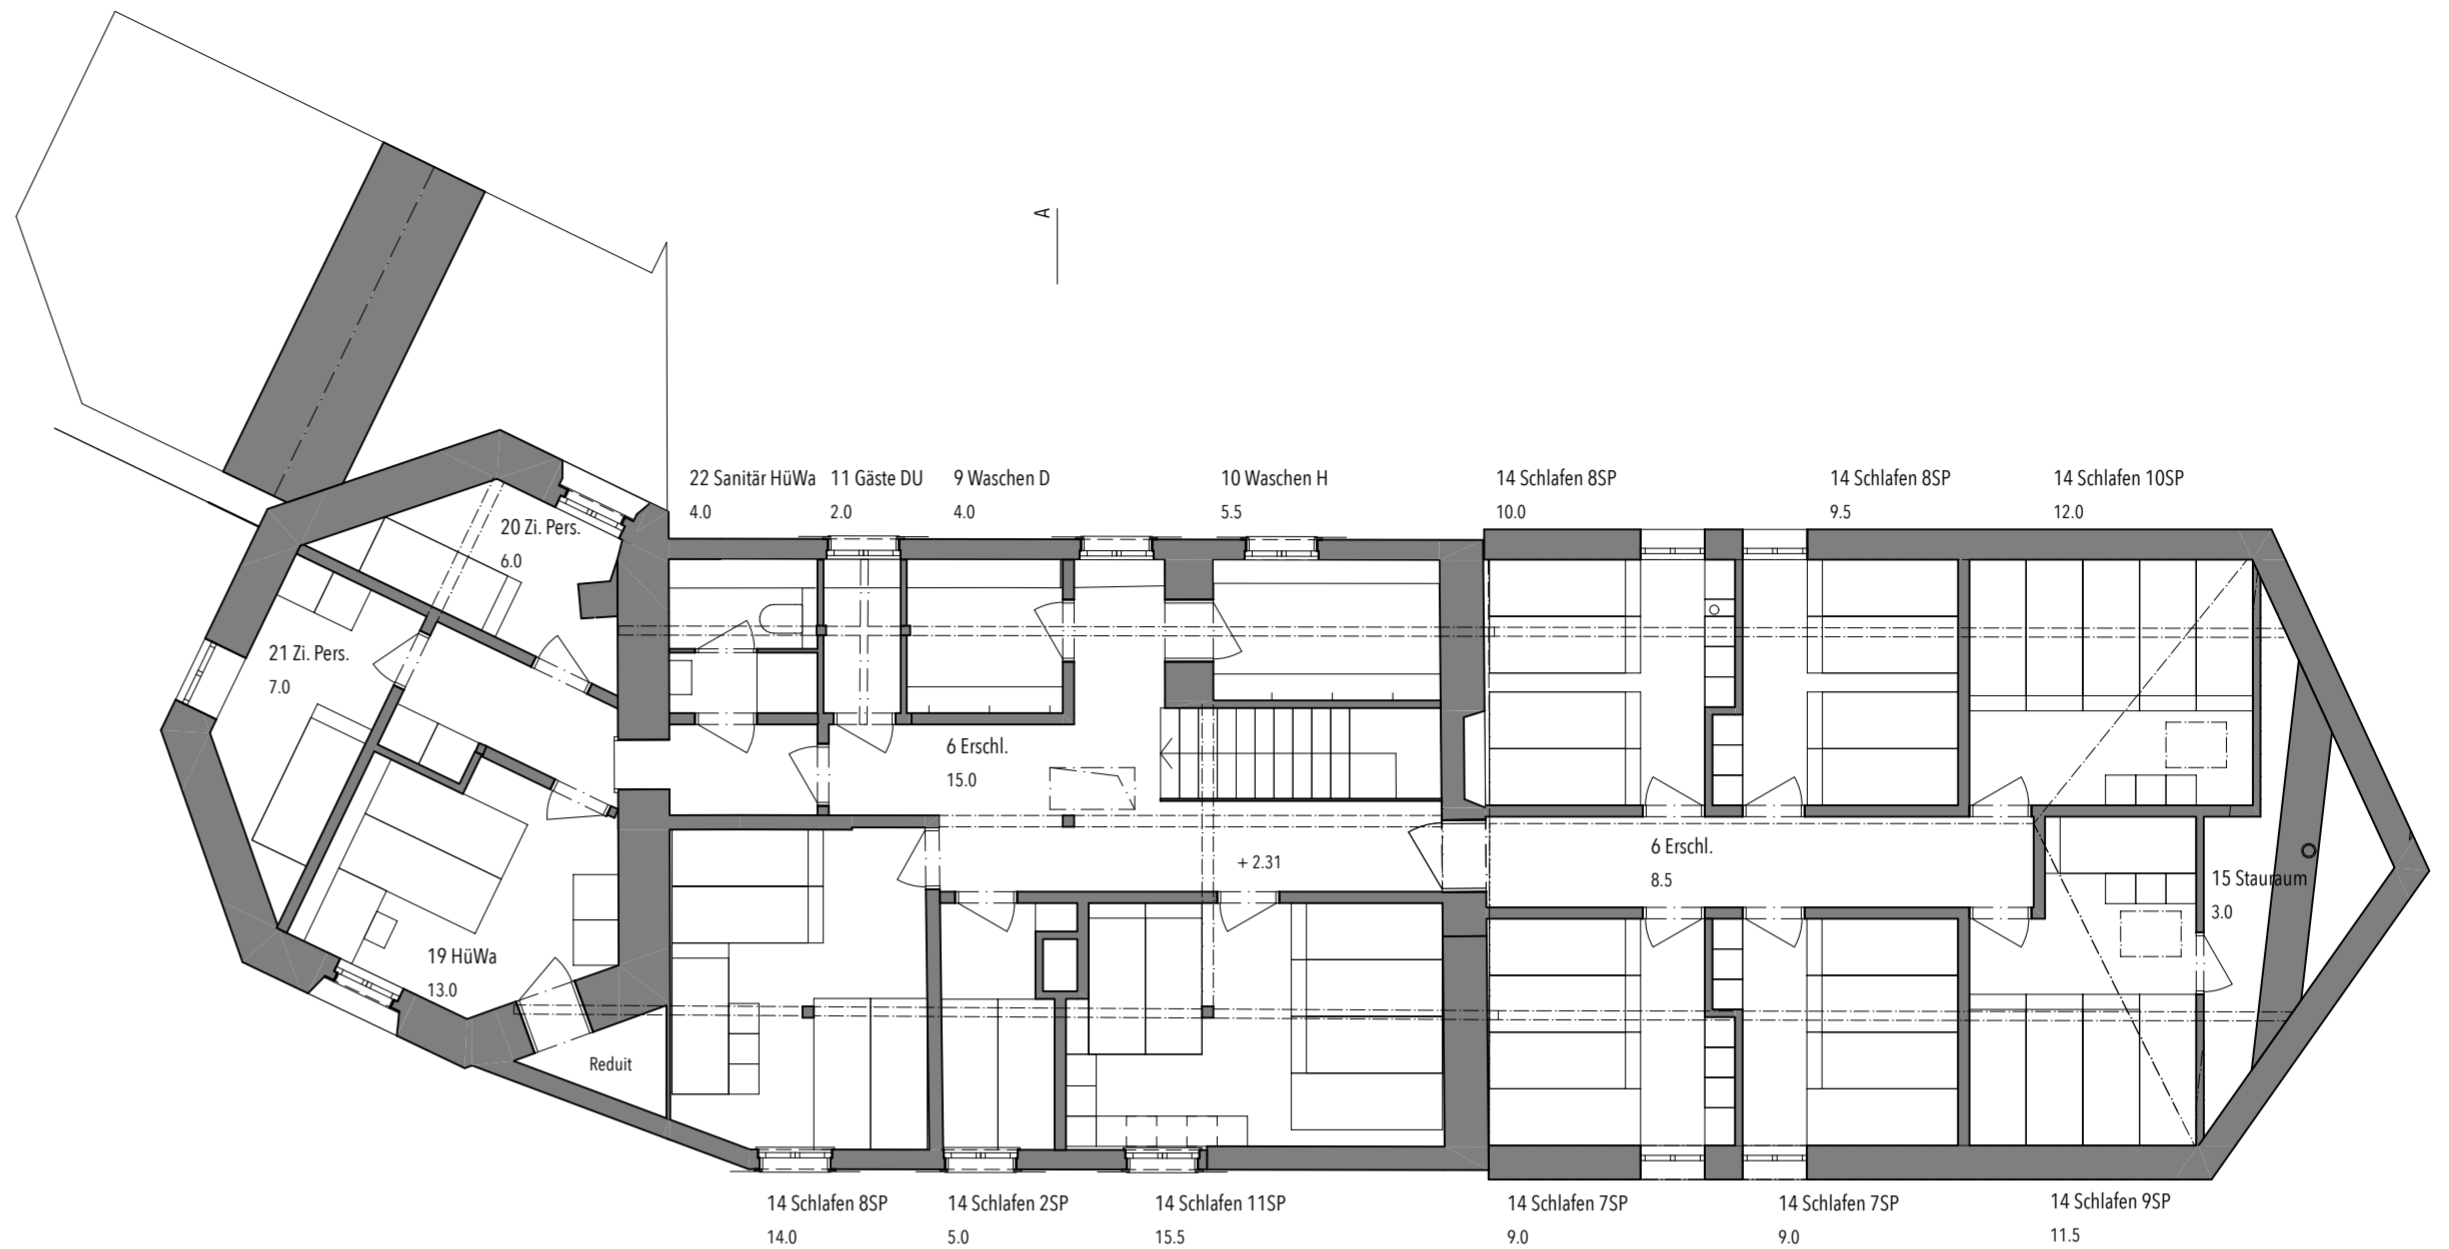 A
22 Sanitär HüWa
4.0
11 Gäste DU
2.0
9 Waschen D
4.0
10 Waschen H
5.5
14 Schlafen 8SP
10.0
14 Schlafen 8SP
9.5
14 Schlafen 10SP
12.0
20 Zi. Pers.
6.0
21 Zi. Pers.
7.0
6 Erschl.
15.0
+ 2.31
6 Erschl.
8.5
15 Stauraum
3.0
19 HüWa
13.0
Reduit
14 Schlafen 8SP
14.0
14 Schlafen 2SP
5.0
14 Schlafen 11SP
15.5
14 Schlafen 7SP
9.0
14 Schlafen 7SP
9.0
14 Schlafen 9SP
11.5